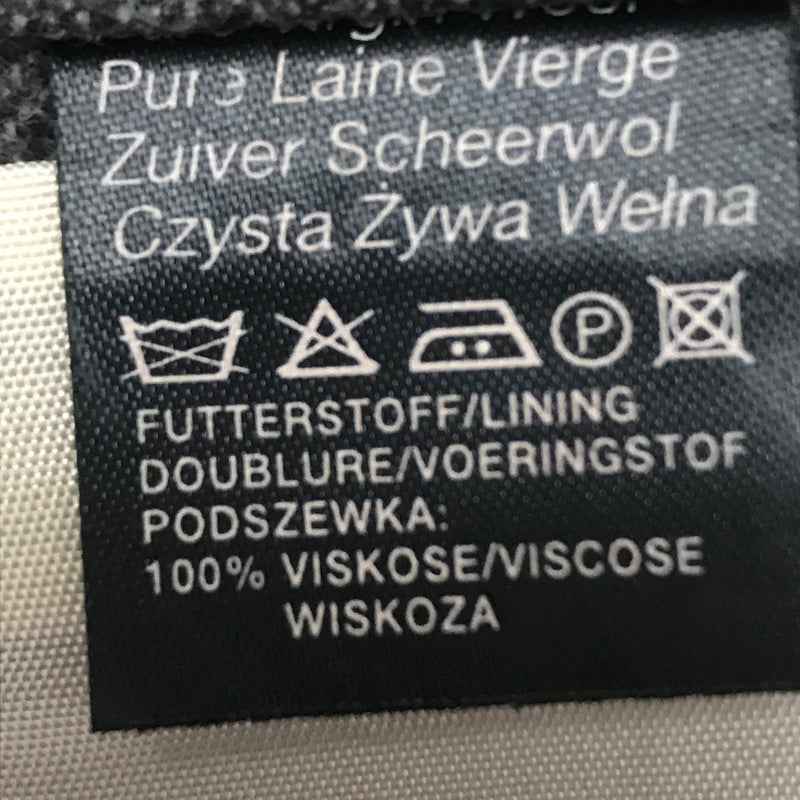 Pure Laine Vierge
Zuiver Scheerwol
Czysta Żywa Wełna
P
FUTTERSTOFF/LINING
DOUBLURE/VOERINGSTOF
PODSZEWKA:
100% VISKOSE/VISCOSE
WISKOZA